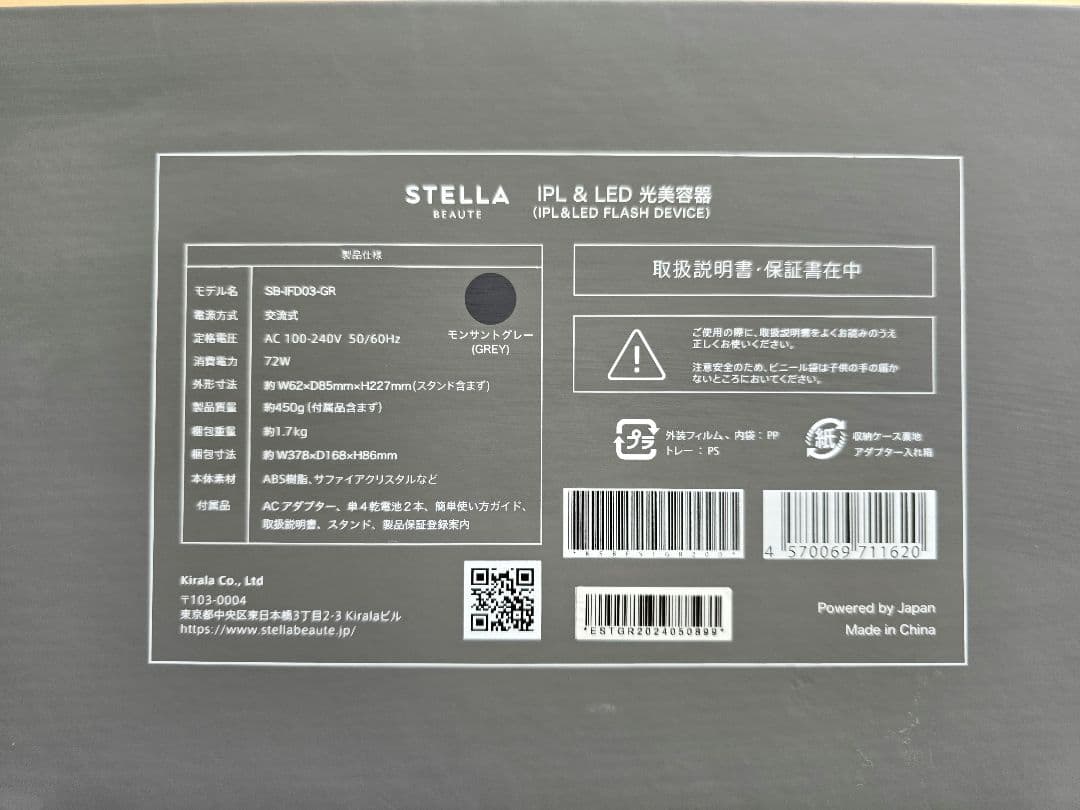 STELLA
BEAUTE
IPL & LED 光美容器
(IPL&LED FLASH DEVICE)
製品仕様
モデル名 SB-IFD03-GR
電源方式 交流式
定格電圧 AC 100-240V 50/60Hz
消費電力 72W
外形寸法 約 W62×D85mm×H227mm (スタンド含まず)
製品質量 約450g (付属品含まず)
梱包重量 約1.7kg
梱包寸法 約 W378×D168×H86mm
本体素材 ABS樹脂、サファイアクリスタルなど
付属品 ACアダプター、単4乾電池2本、簡単使い方ガイド、
取扱説明書、スタンド、製品保証登録案内
モンサントグレー
(GREY)
取扱説明書・保証書在中
ご使用の際に、取扱説明書をよくお読みのうえ
正しくお使いください。
注意安全のため、ビニール袋は子供の手の届か
ないところにおいてください。
プラ
外装フィルム、内袋：PP
トレー：PS
紙
収納ケース裏地
アダプター入れ箱
4 570069 711620
*ESTGR2024050899*
Kirala Co., Ltd
〒103-0004
東京都中央区東日本橋3丁目2-3 Kiralaビル
https://www.stellabeaute.jp/
Powered by Japan
Made in China